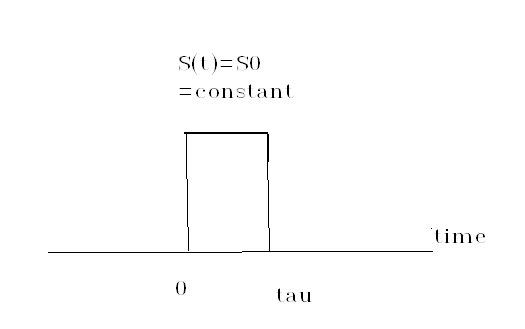 S(t)=S0
=constant
time
0
tau